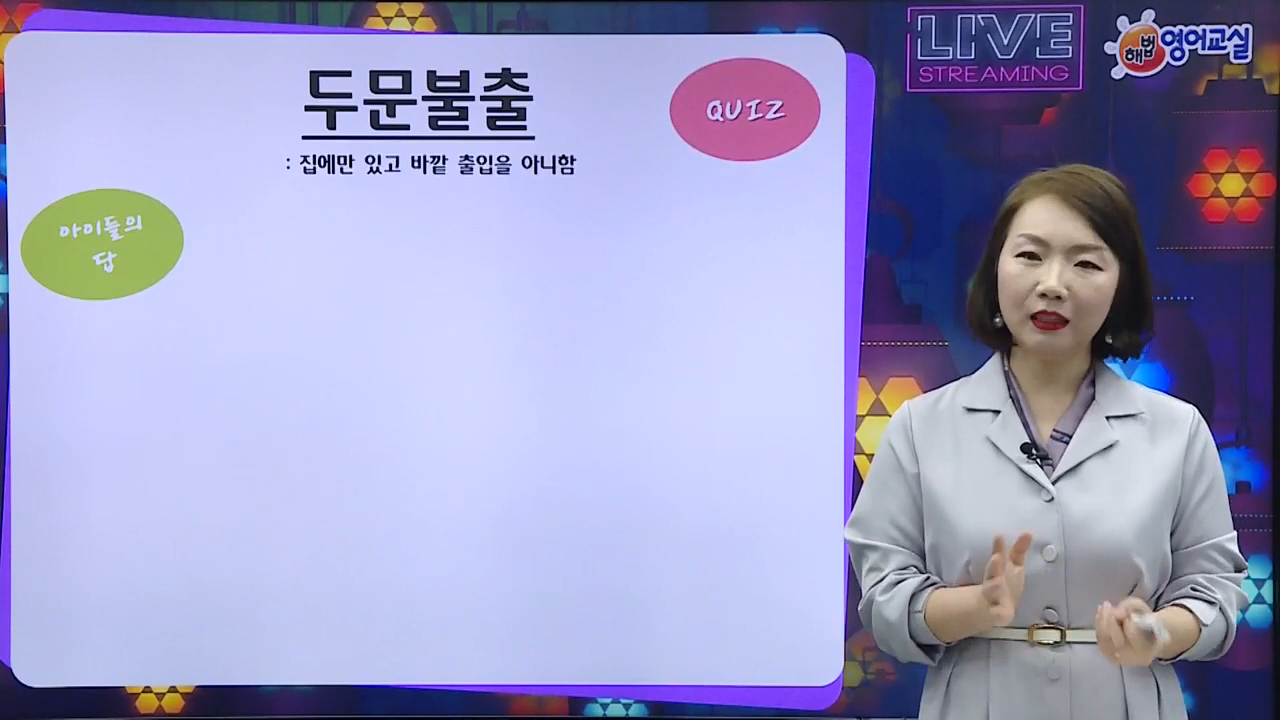 두문불출
: 집에만 있고 바깥 출입을 아니함
QUIZ
아이들의
답
LIVE
STREAMING
해법영어교실